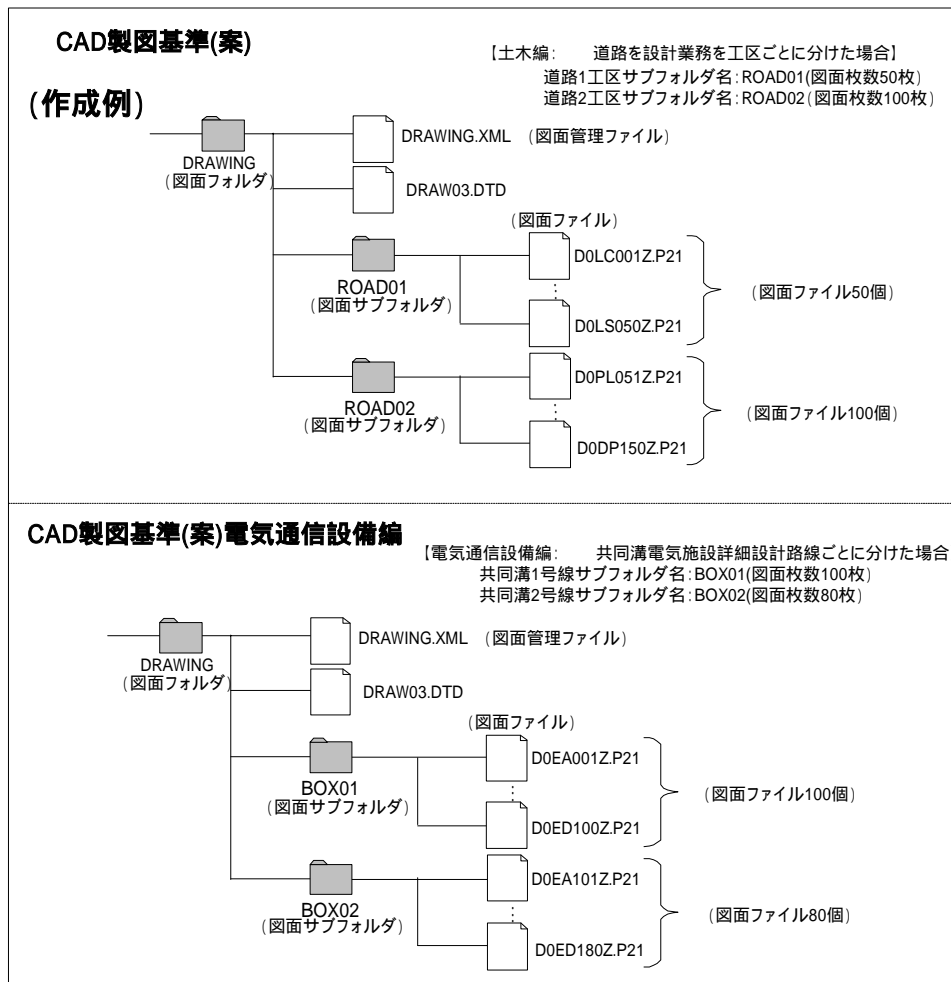 CAD製図基準(案)
(作成例)
【土木編: 道路を設計業務を工区ごとに分けた場合】
道路1工区サブフォルダ名:ROAD01(図面枚数50枚)
道路2工区サブフォルダ名:ROAD02(図面枚数100枚)
DRAWING
(図面フォルダ)
DRAWING.XML (図面管理ファイル)
DRAW03.DTD
(図面ファイル)
ROAD01
(図面サブフォルダ)
D0LC001Z.P21
D0LS050Z.P21
(図面ファイル50個)
ROAD02
(図面サブフォルダ)
D0PL051Z.P21
D0DP150Z.P21
(図面ファイル100個)
CAD製図基準(案)電気通信設備編
【電気通信設備編: 共同溝電気施設詳細設計路線ごとに分けた場合
共同溝1号線サブフォルダ名:BOX01(図面枚数100枚)
共同溝2号線サブフォルダ名:BOX02(図面枚数80枚)
DRAWING
(図面フォルダ)
DRAWING.XML (図面管理ファイル)
DRAW03.DTD
(図面ファイル)
BOX01
(図面サブフォルダ)
D0EA001Z.P21
D0ED100Z.P21
(図面ファイル100個)
BOX02
(図面サブフォルダ)
D0EA101Z.P21
D0ED180Z.P21
(図面ファイル80個)